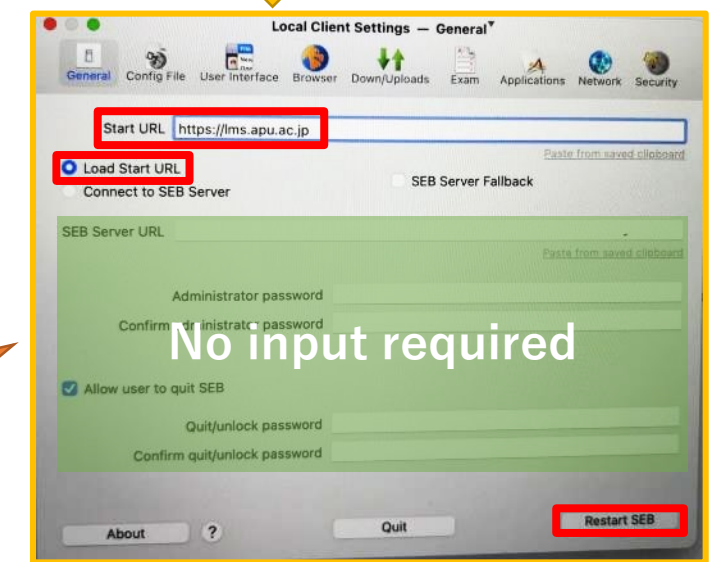 Local Client Settings — General
General Config File User Interface Browser Down/Uploads Exam Applications Network Security
Start URL https://lms.apu.ac.jp
Paste from saved clipboard
Load Start URL
Connect to SEB Server
SEB Server Fallback
SEB Server URL
Paste from saved clipboard
Administrator password
Confirm administrator password
No input required
Allow user to quit SEB
Quit/unlock password
Confirm quit/unlock password
About ? Quit Restart SEB